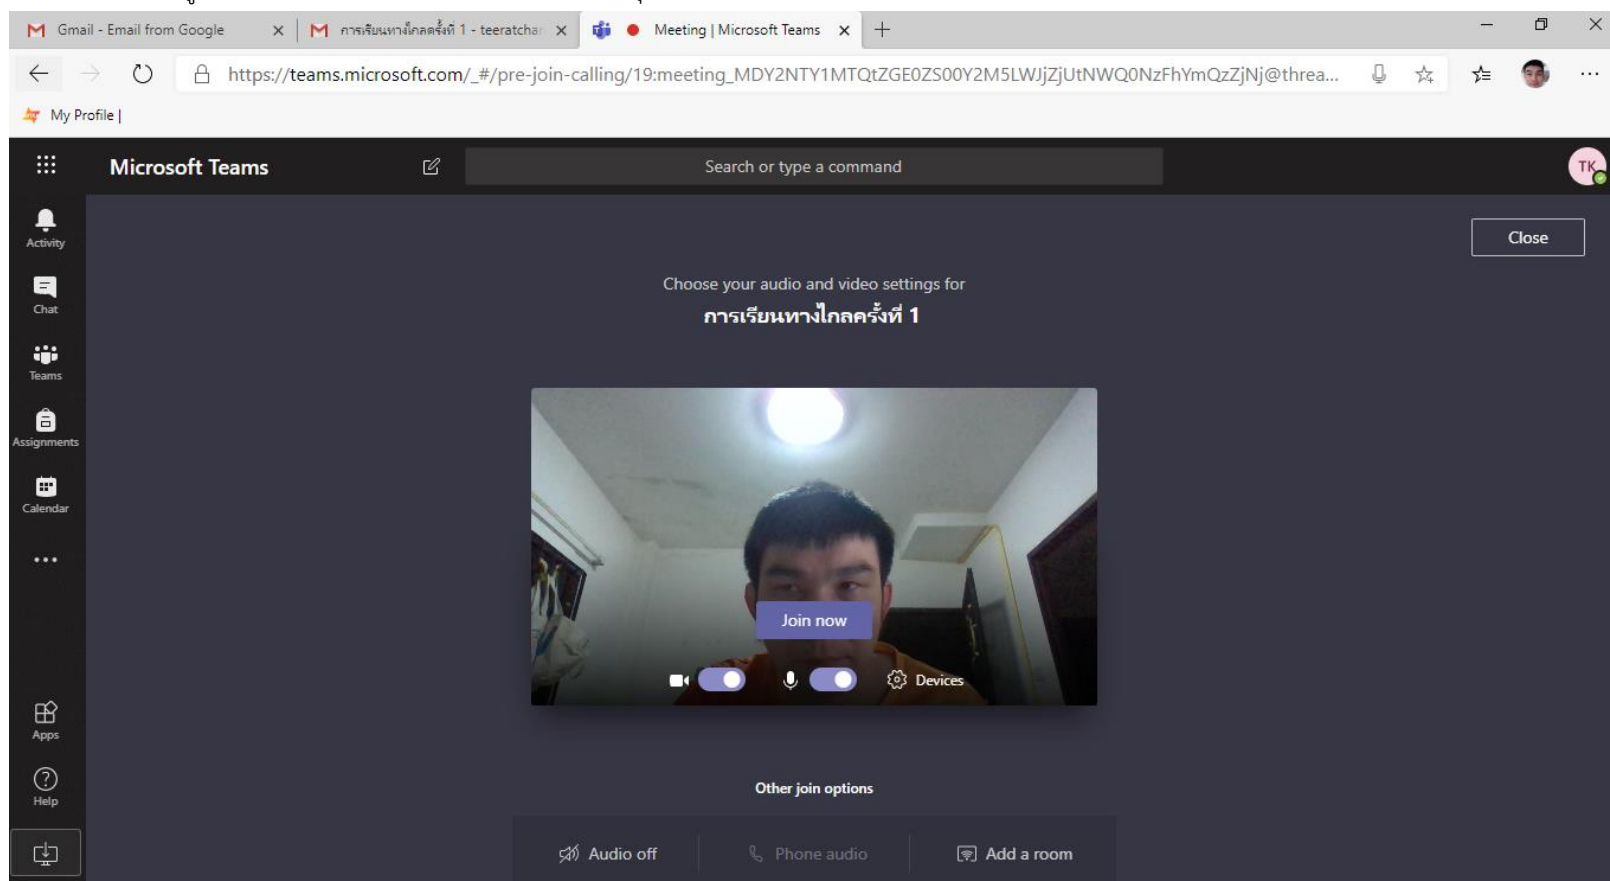 Gmail - Email from Google
การเรียนทางไกลครั้งที่ 1 - teeratchar
Meeting | Microsoft Teams
https://teams.microsoft.com/_#/pre-join-calling/19:meeting_MDY2NTY1MTQtZGE0ZS00Y2M5LWJjZjUtNWQ0NzFhYmQzZjNj@threa...
My Profile |
Microsoft Teams
Search or type a command
TK
Activity
Close
Choose your audio and video settings for
Chat
การเรียนทางไกลครั้งที่ 1
Teams
Assignments
Calendar
Join now
Devices
Apps
Other join options
Help
Audio off
Phone audio
Add a room